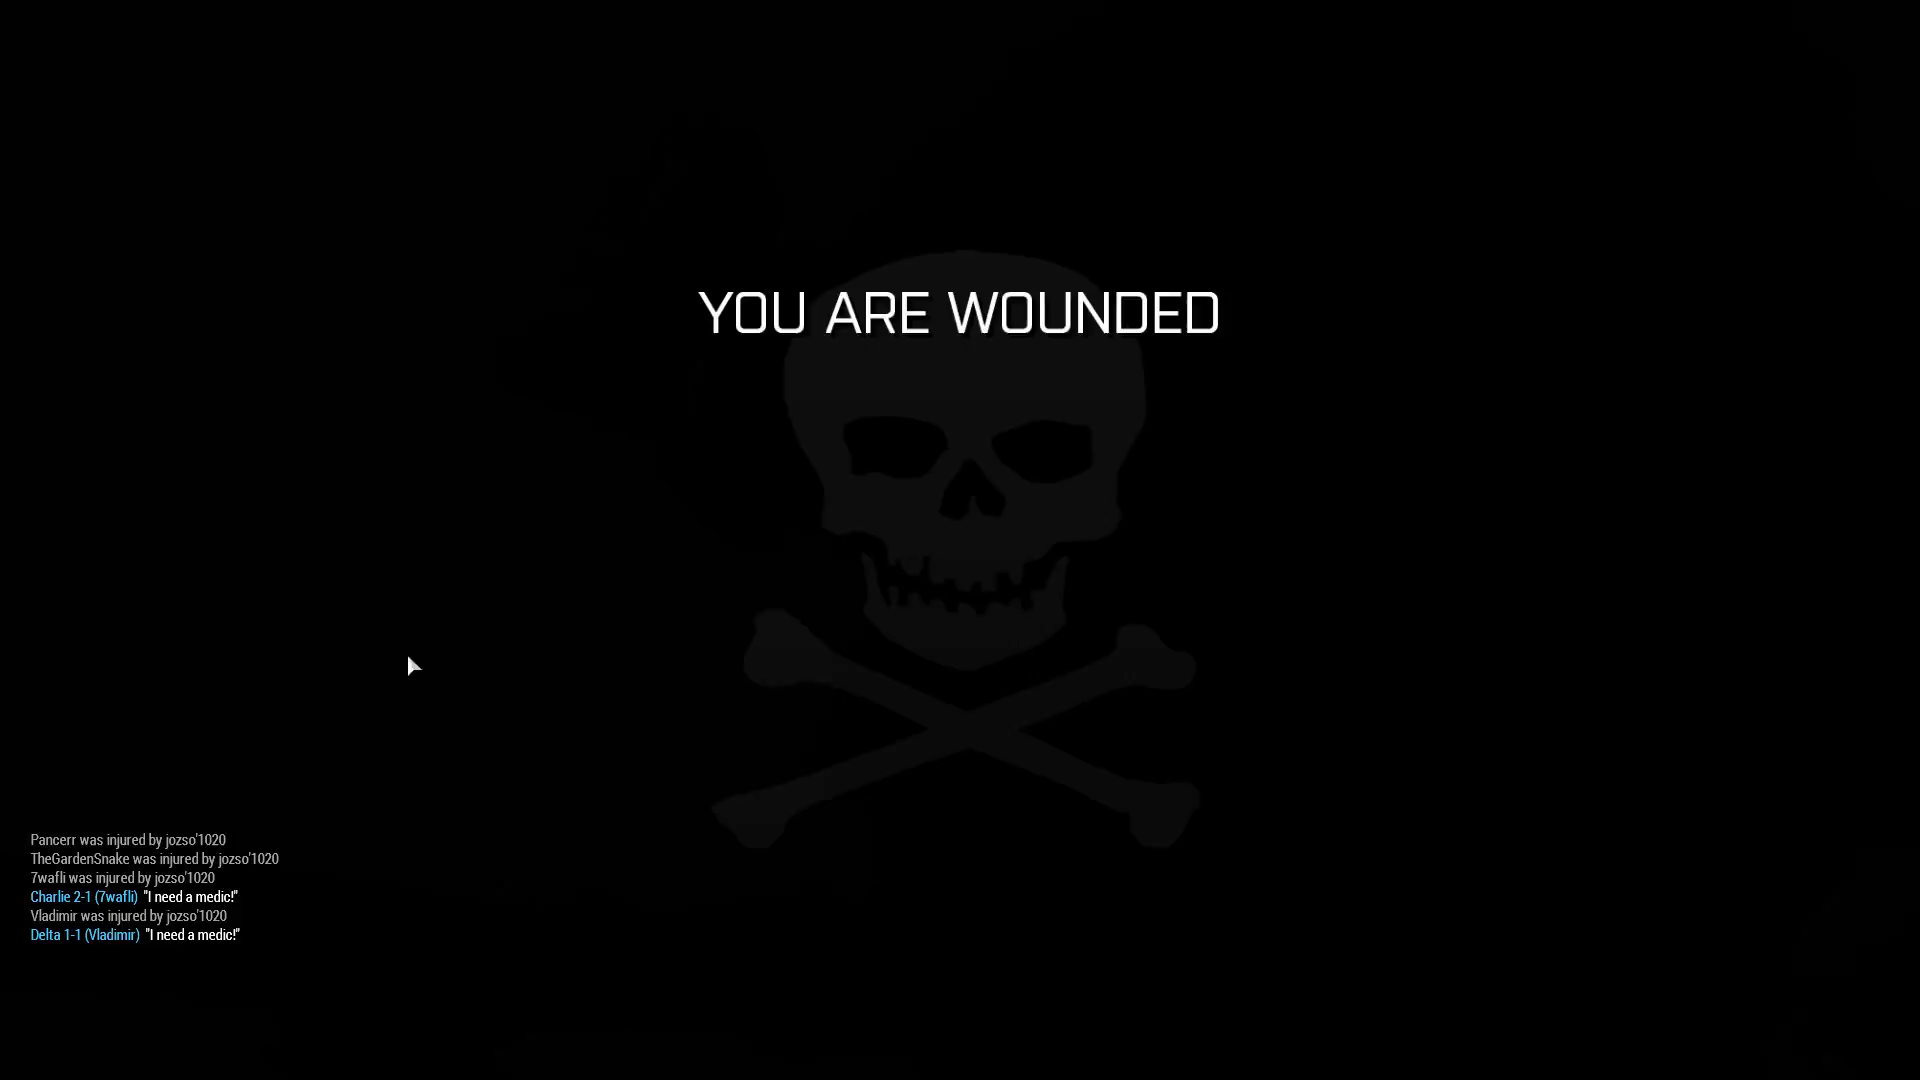 YOU ARE WOUNDED
Pancerr was injured by jozso'1020
TheGardenSnake was injured by jozso'1020
7wafli was injured by jozso'1020
Charlie 2-1 (7wafli) "I need a medic!"
Vladimir was injured by jozso'1020
Delta 1-1 (Vladimir) "I need a medic!"